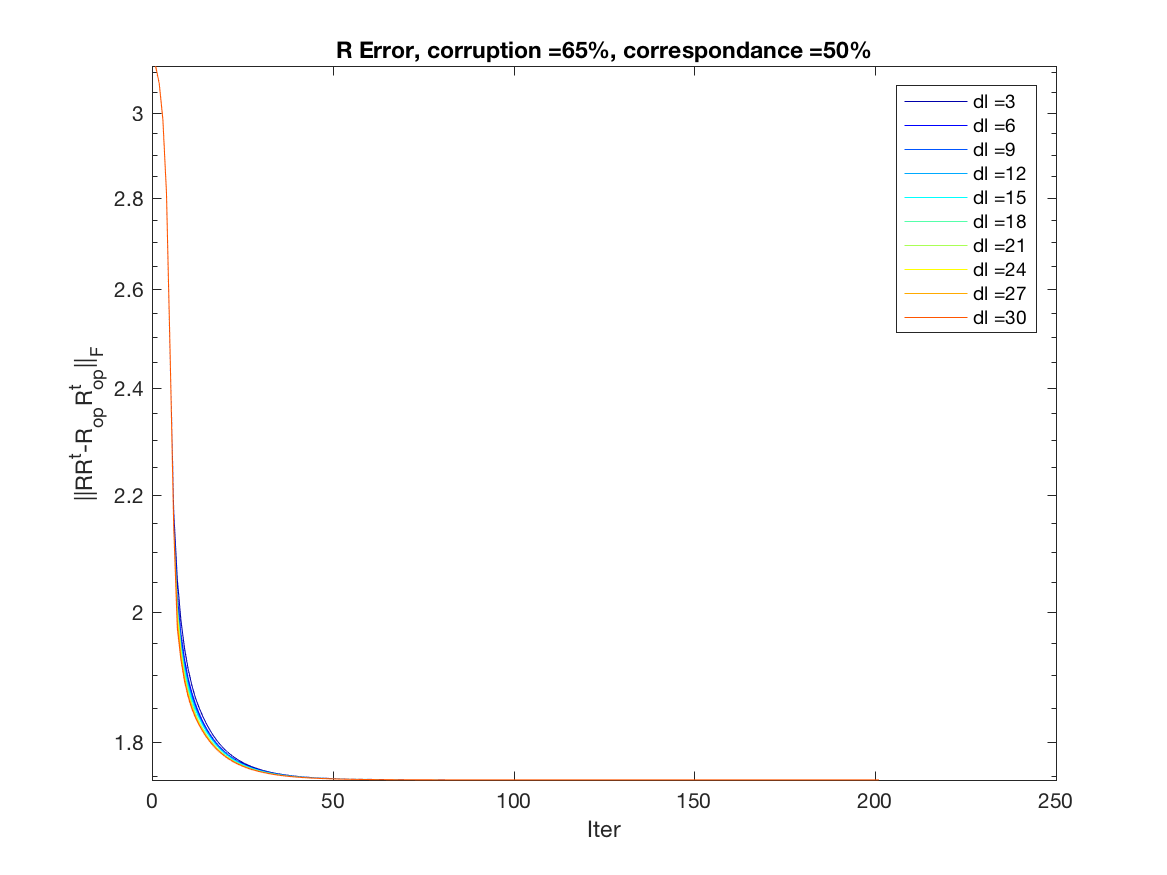 R Error, corruption =65%, correspondance =50%
||RR^t-R_op R_op^t||_F
3
2.8
2.6
2.4
2.2
2
1.8
0 50 100 150 200 250
Iter
dl =3
dl =6
dl =9
dl =12
dl =15
dl =18
dl =21
dl =24
dl =27
dl =30